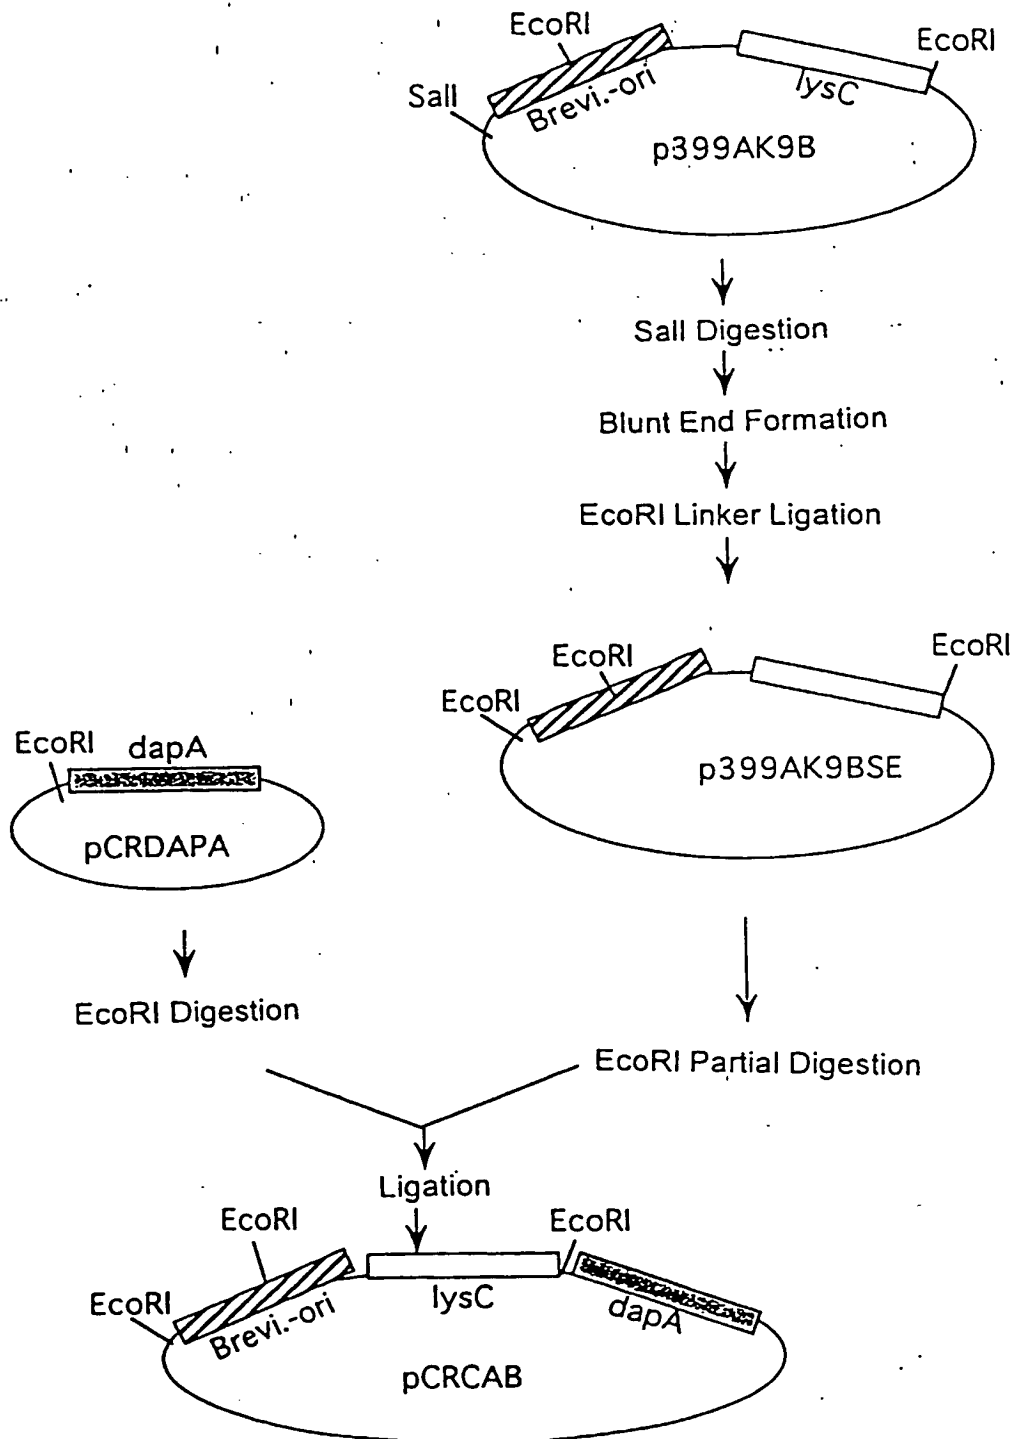 EcoRI
EcoRI
SalI
Brevi.-ori
lysC
p399AK9B
SalI Digestion
Blunt End Formation
EcoRI Linker Ligation
EcoRI
EcoRI
EcoRI
p399AK9BSE
EcoRI
dapA
pCRDAPA
EcoRI Digestion
EcoRI Partial Digestion
Ligation
EcoRI
EcoRI
EcoRI
Brevi.-ori
lysC
dapA
pCRCAB